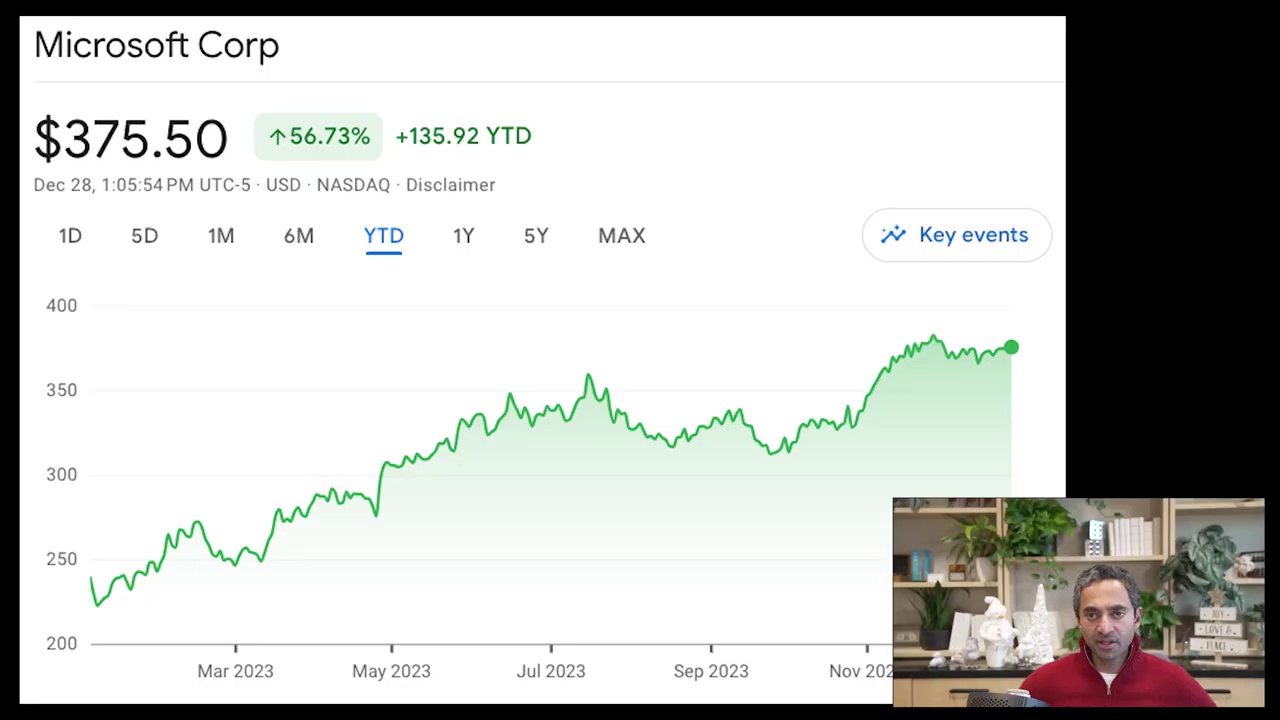 Microsoft Corp
$375.50 ↑56.73% +135.92 YTD
Dec 28, 1:05:54 PM UTC-5 · USD · NASDAQ · Disclaimer
1D 5D 1M 6M YTD 1Y 5Y MAX Key events
400
350
300
250
200
Mar 2023 May 2023 Jul 2023 Sep 2023 Nov 202
JOY
LOVE &
PEACE